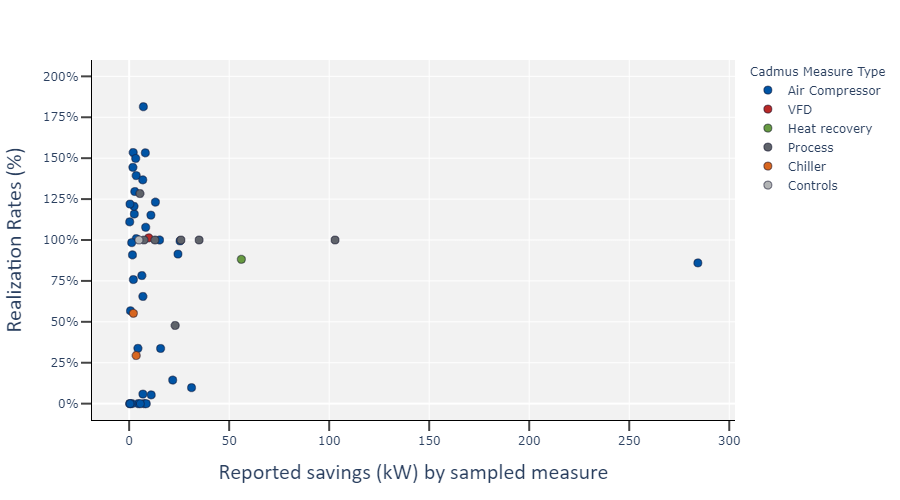 Cadmus Measure Type
Air Compressor
VFD
Heat recovery
Process
Chiller
Controls
Realization Rates (%)
200%
175%
150%
125%
100%
75%
50%
25%
0%
0 50 100 150 200 250 300
Reported savings (kW) by sampled measure